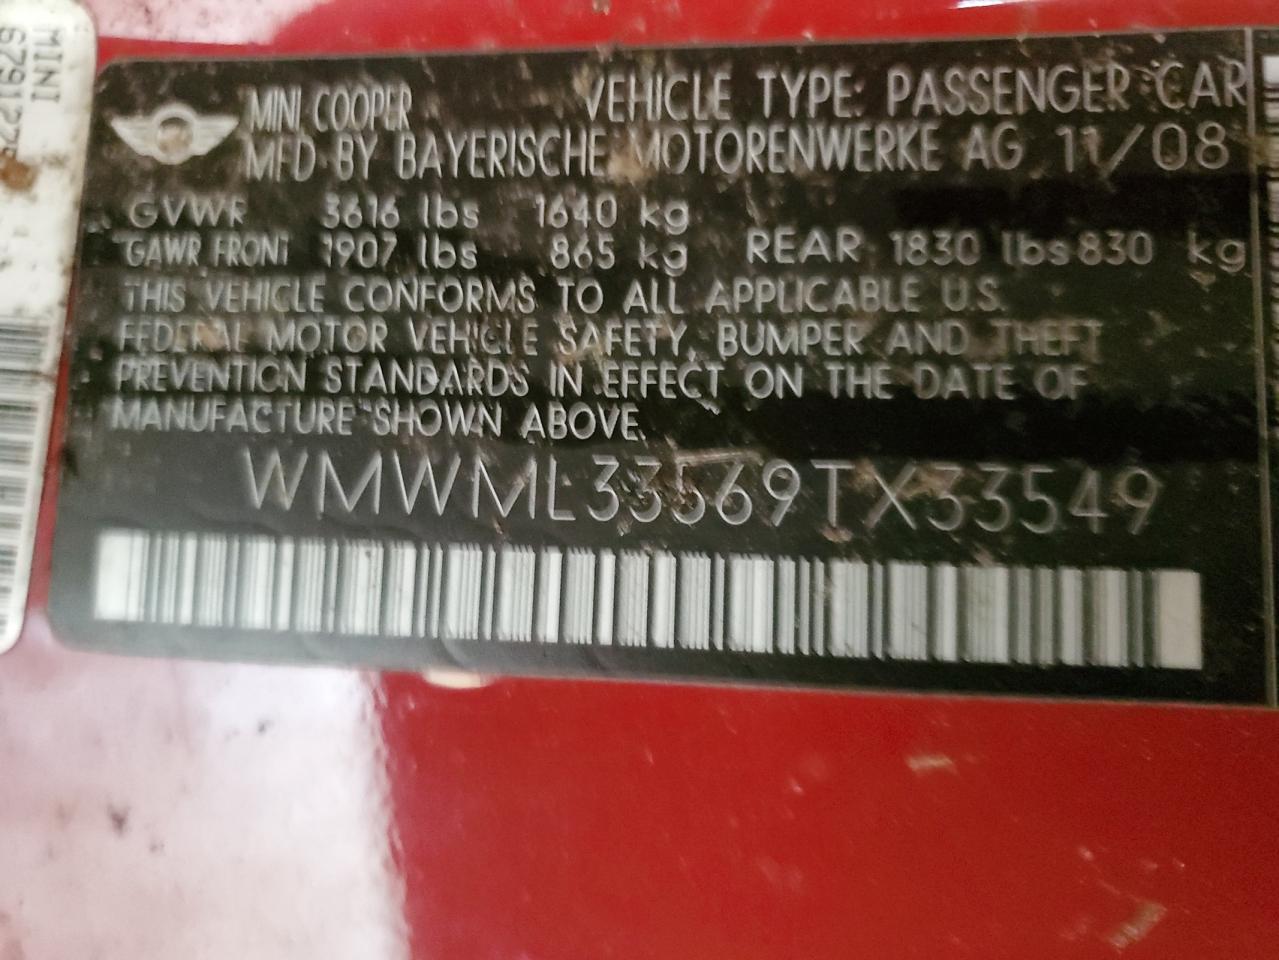 MINI
6791273
MINI COOPER VEHICLE TYPE: PASSENGER CAR
MFD BY BAYERISCHE MOTORENWERKE AG 11/08
GVWR 3616 lbs 1640 kg
GAWR FRONT 1907 lbs 865 kg REAR 1830 lbs 830 kg
THIS VEHICLE CONFORMS TO ALL APPLICABLE U.S.
FEDERAL MOTOR VEHICLE SAFETY, BUMPER AND THEFT
PREVENTION STANDARDS IN EFFECT ON THE DATE OF
MANUFACTURE SHOWN ABOVE.
WMWML33569TX33549